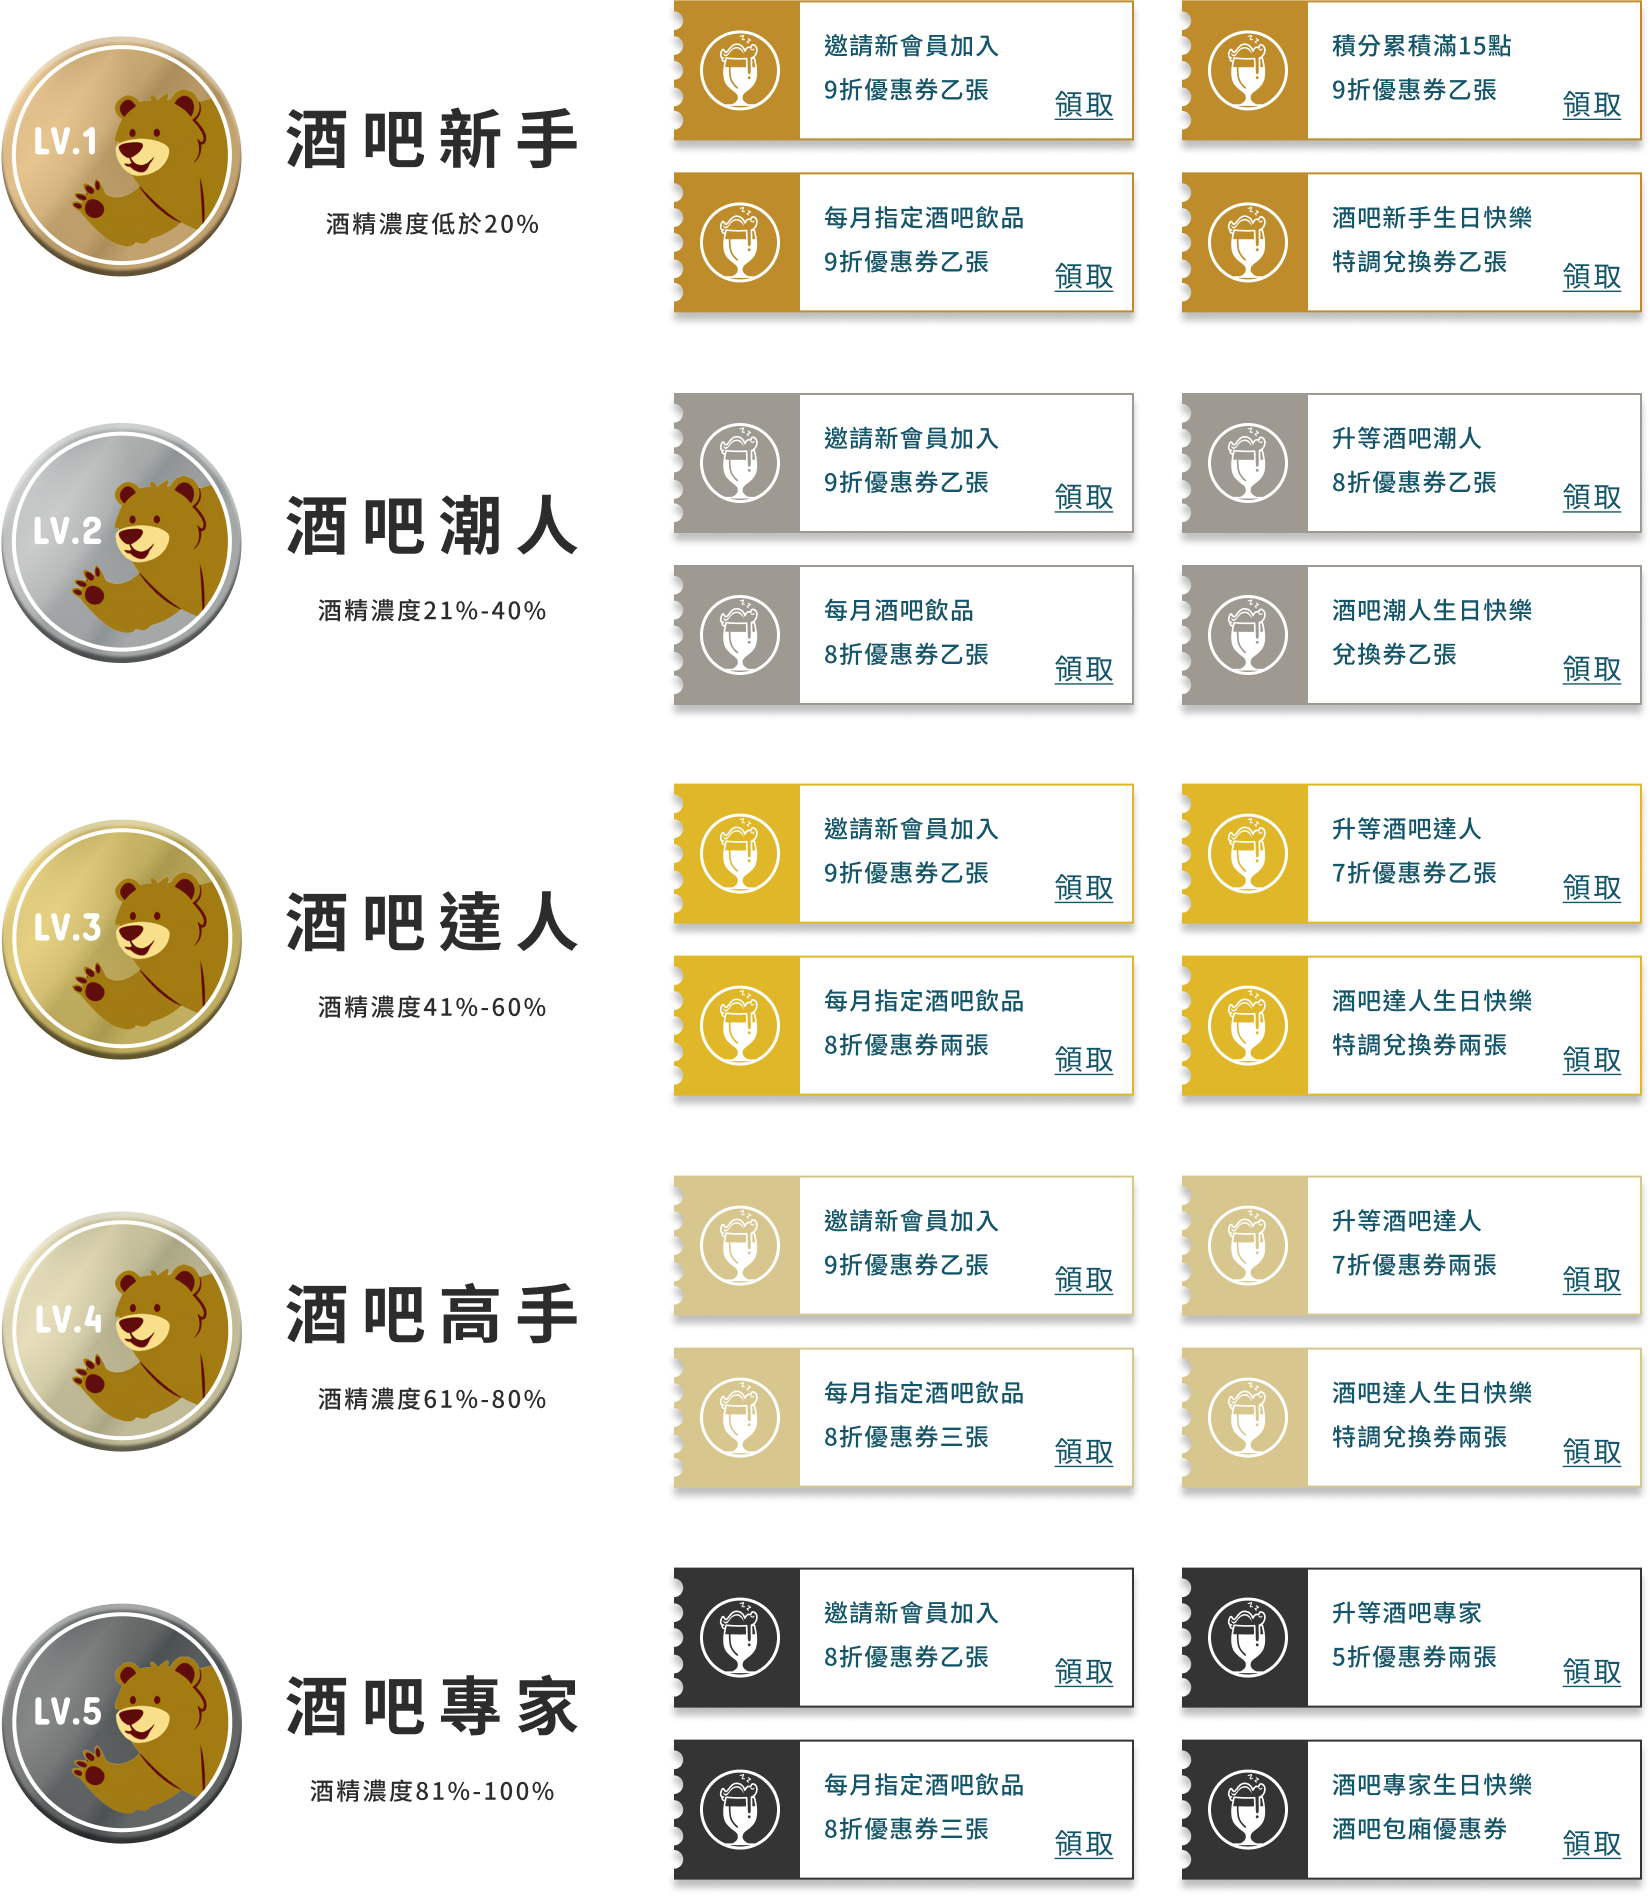 LV.1
酒吧新手
酒精濃度低於20%
邀請新會員加入
9折優惠券乙張
領取
積分累積滿15點
9折優惠券乙張
領取
每月指定酒吧飲品
9折優惠券乙張
領取
酒吧新手生日快樂
特調兌換券乙張
領取
LV.2
酒吧潮人
酒精濃度21%-40%
邀請新會員加入
9折優惠券乙張
領取
升等酒吧潮人
8折優惠券乙張
領取
每月酒吧飲品
8折優惠券乙張
領取
酒吧潮人生日快樂
兌換券乙張
領取
LV.3
酒吧達人
酒精濃度41%-60%
邀請新會員加入
9折優惠券乙張
領取
升等酒吧達人
7折優惠券乙張
領取
每月指定酒吧飲品
8折優惠券兩張
領取
酒吧達人生日快樂
特調兌換券兩張
領取
LV.4
酒吧高手
酒精濃度61%-80%
邀請新會員加入
9折優惠券乙張
領取
升等酒吧達人
7折優惠券兩張
領取
每月指定酒吧飲品
8折優惠券三張
領取
酒吧達人生日快樂
特調兌換券兩張
領取
LV.5
酒吧專家
酒精濃度81%-100%
邀請新會員加入
8折優惠券乙張
領取
升等酒吧專家
5折優惠券兩張
領取
每月指定酒吧飲品
8折優惠券三張
領取
酒吧專家生日快樂
酒吧包廂優惠券
領取